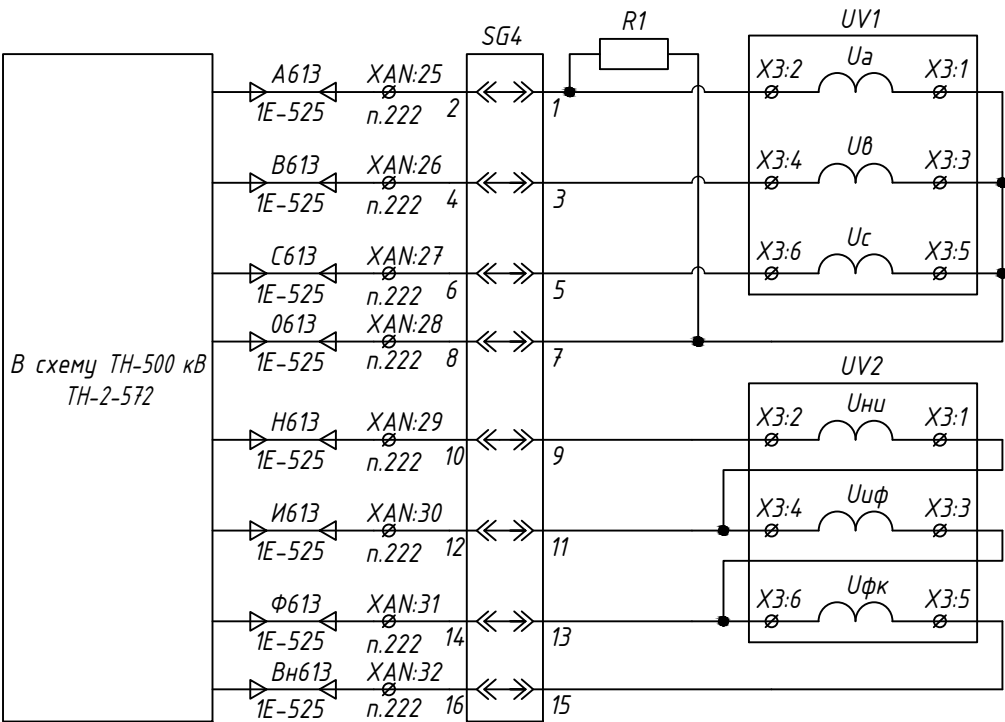 SG4
R1
UV1
A613
XAN:25
1E-525
п.222
2
1
X3:2
Ua
X3:1
B613
XAN:26
1E-525
п.222
4
3
X3:4
Uв
X3:3
C613
XAN:27
1E-525
п.222
6
5
X3:6
Uc
X3:5
0613
XAN:28
1E-525
п.222
8
7
В схему ТН-500 кВ
ТН-2-572
UV2
Н613
XAN:29
1E-525
п.222
10
9
X3:2
Uни
X3:1
И613
XAN:30
1E-525
п.222
12
11
X3:4
Uиф
X3:3
Ф613
XAN:31
1E-525
п.222
14
13
X3:6
Uфк
X3:5
Вн613
XAN:32
1E-525
п.222
16
15